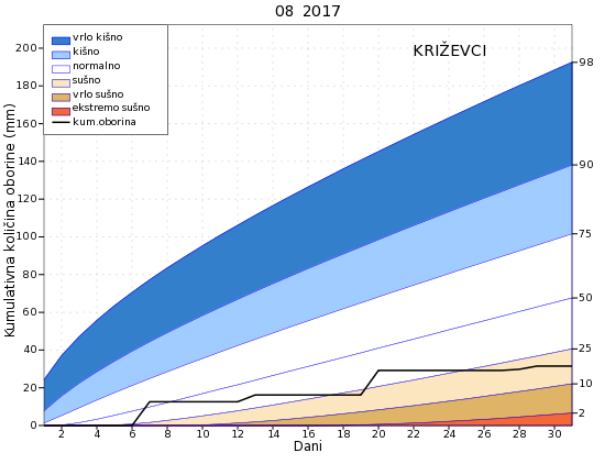 08 2017
KRIŽEVCI
vrlo kišno
kišno
normalno
sušno
vrlo sušno
ekstremo sušno
kum.oborina
Kumulativna količina oborine (mm)
200
180
160
140
120
100
80
60
40
20
0
98
90
75
50
25
10
2
2 4 6 8 10 12 14 16 18 20 22 24 26 28 30
Dani